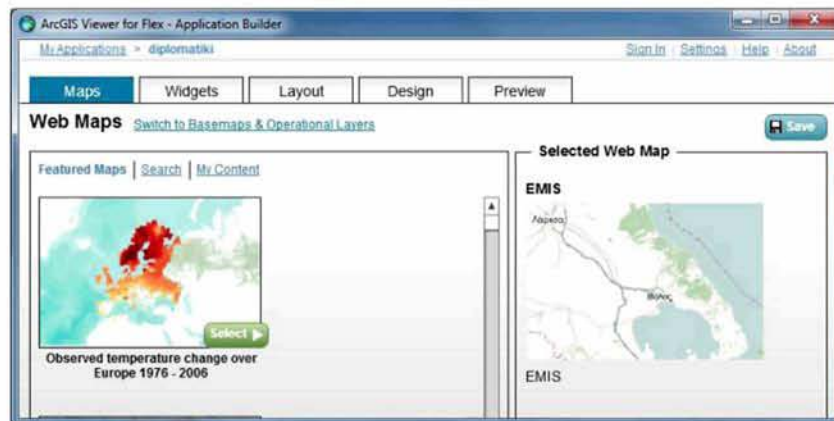 ArcGIS Viewer for Flex - Application Builder
My Applications > diplomatiki
Sign In Settings Help About
Maps Widgets Layout Design Preview
Web Maps Switch to Basemaps & Operational Layers
Save
Featured Maps Search My Content
Select
Observed temperature change over
Europe 1976 - 2006
Selected Web Map
EMIS
Λάρισα
Βόλος
EMIS